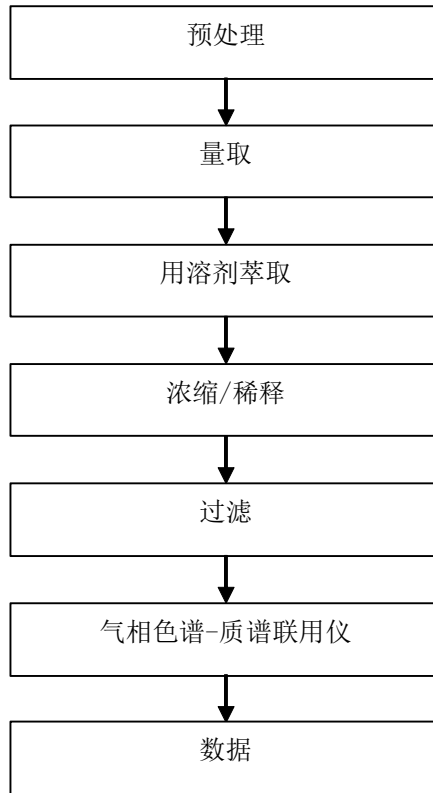 预处理
量取
用溶剂萃取
浓缩/稀释
过滤
气相色谱-质谱联用仪
数据